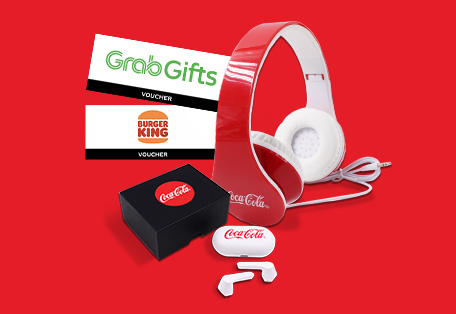 GrabGifts
VOUCHER
BURGER
KING
VOUCHER
Coca-Cola
Coca-Cola
Coca-Cola